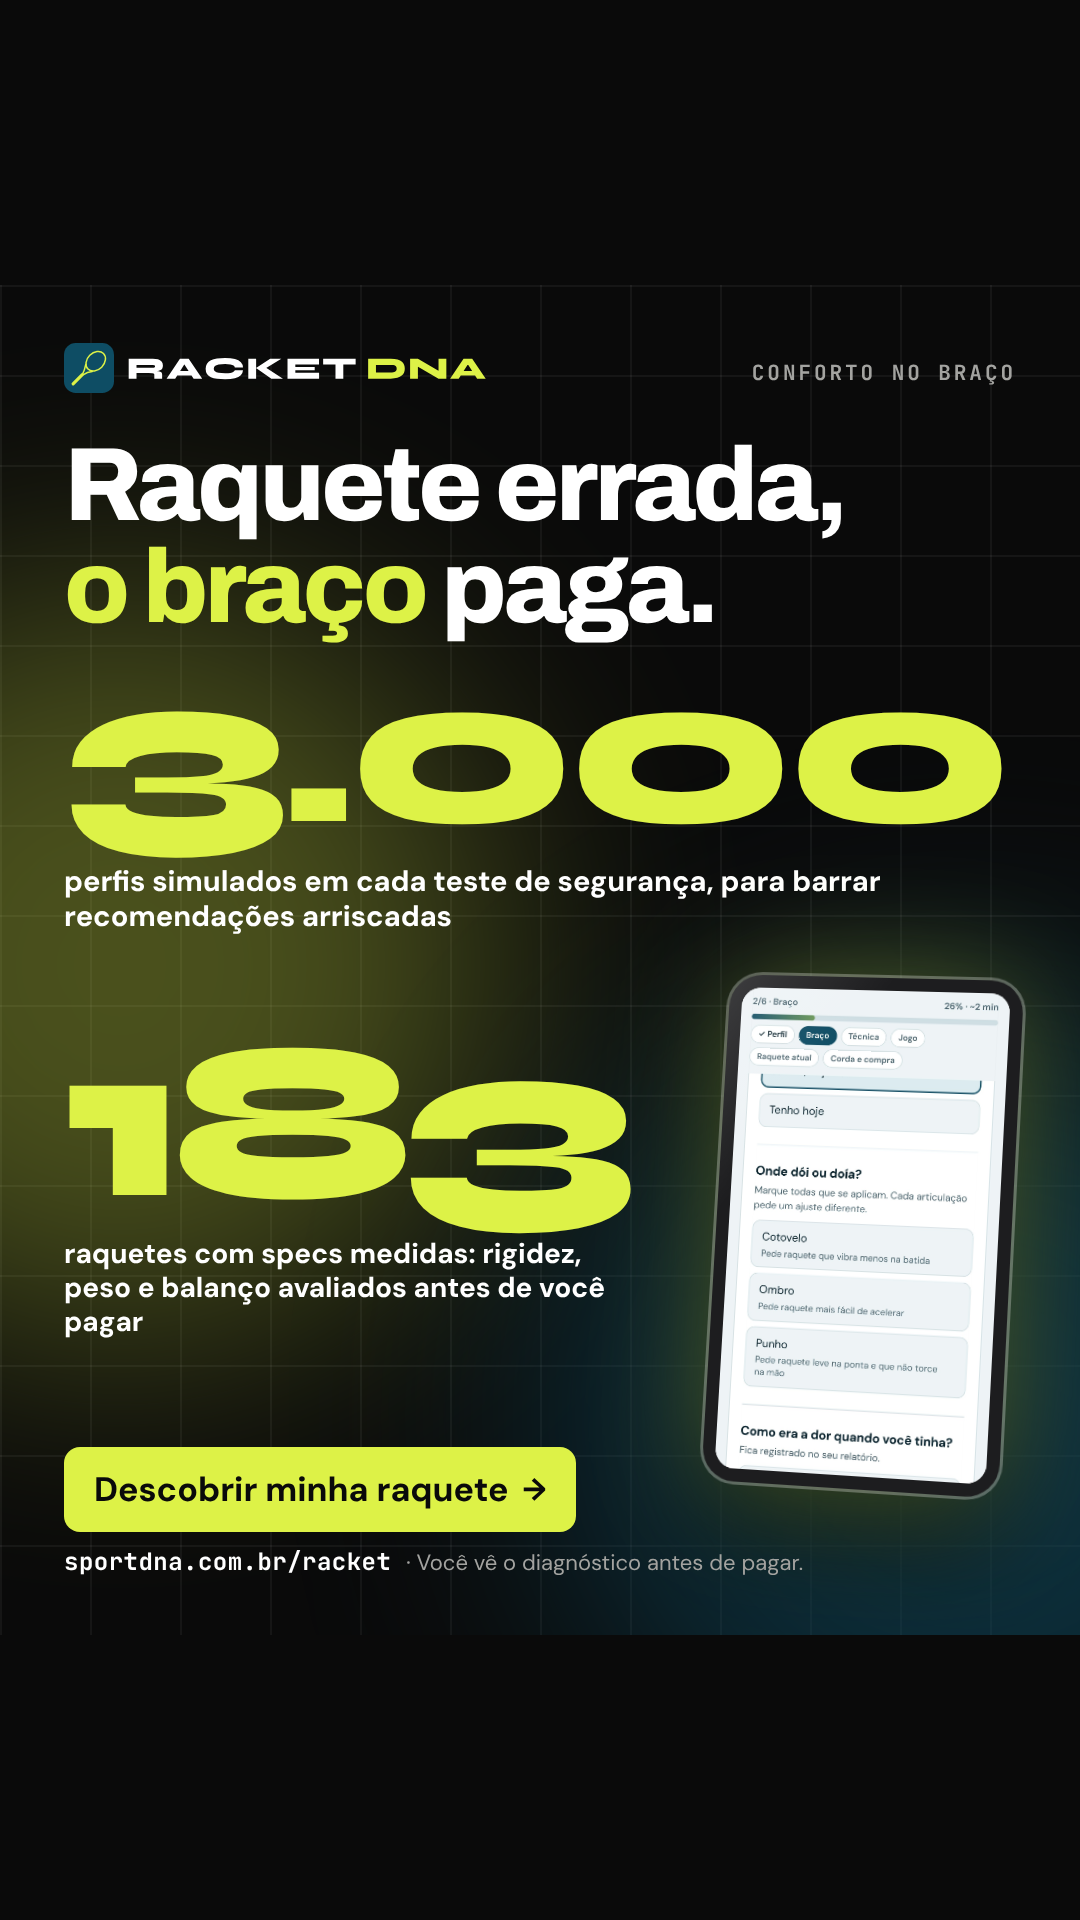 RACKET DNA
CONFORTO NO BRAÇO
Raquete errada,
o braço paga.
3.000
perfis simulados em cada teste de segurança, para barrar
recomendações arriscadas
183
raquetes com specs medidas: rigidez,
peso e balanço avaliados antes de você
pagar
2/6 · Braço
26% · ~2 min
✓ Perfil
Braço
Técnica
Jogo
Raquete atual
Corda e compra
Tenho hoje
Onde dói ou doía?
Marque todas que se aplicam. Cada articulação
pede um ajuste diferente.
Cotovelo
Pede raquete que vibra menos na batida
Ombro
Pede raquete mais fácil de acelerar
Punho
Pede raquete leve na ponta e que não torce
na mão
Como era a dor quando você tinha?
Fica registrado no seu relatório.
Descobrir minha raquete →
sportdna.com.br/racket · Você vê o diagnóstico antes de pagar.